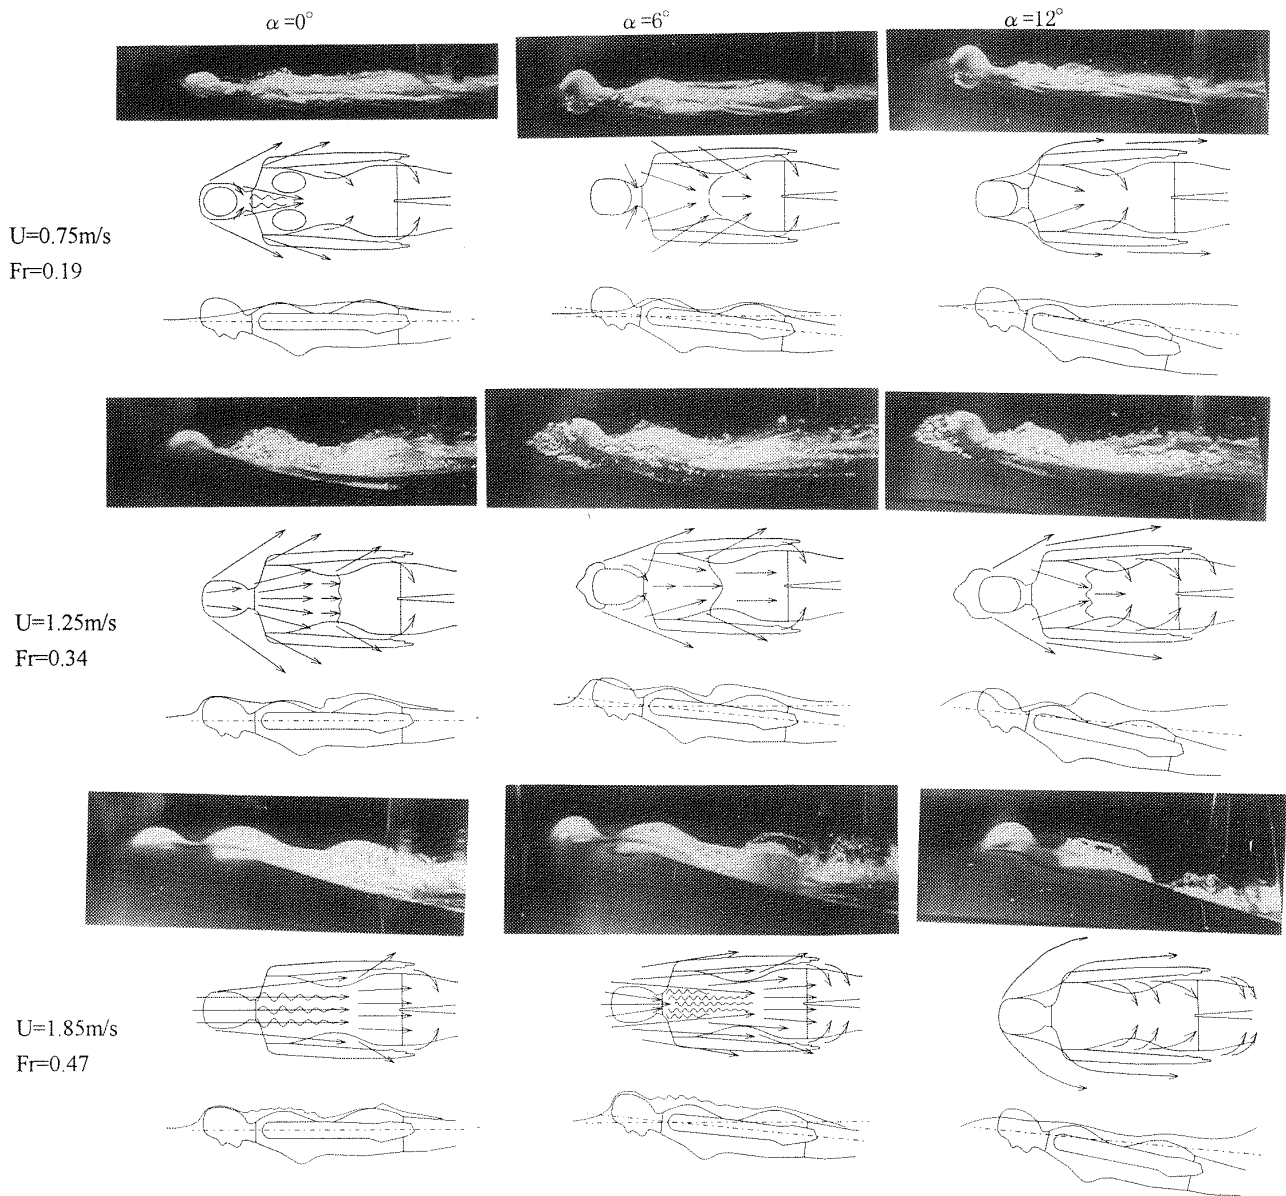 α=0°
α=6°
α=12°
U=0.75m/s
Fr=0.19
U=1.25m/s
Fr=0.34
U=1.85m/s
Fr=0.47